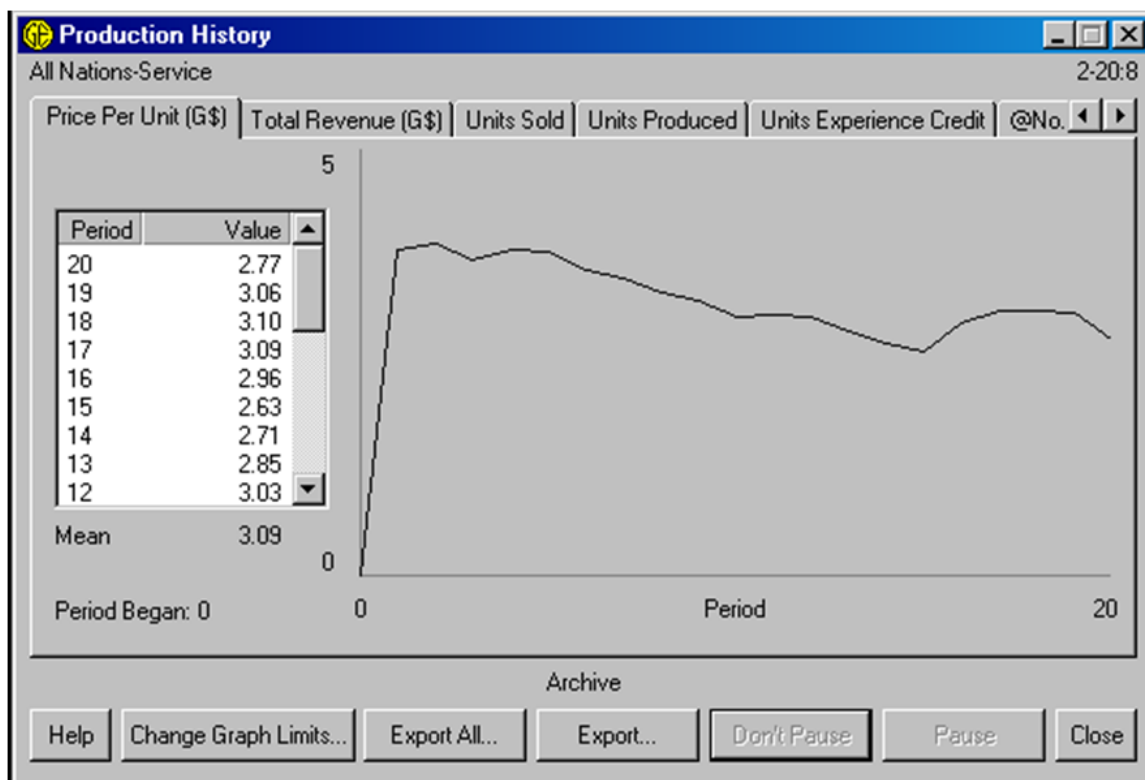 GE Production History
All Nations-Service 2-20:8
Price Per Unit (G$) Total Revenue (G$) Units Sold Units Produced Units Experience Credit @No.
5
Period Value
20 2.77
19 3.06
18 3.10
17 3.09
16 2.96
15 2.63
14 2.71
13 2.85
12 3.03
Mean 3.09
0
Period Began: 0 0 Period 20
Archive
Help Change Graph Limits... Export All... Export... Don't Pause Pause Close